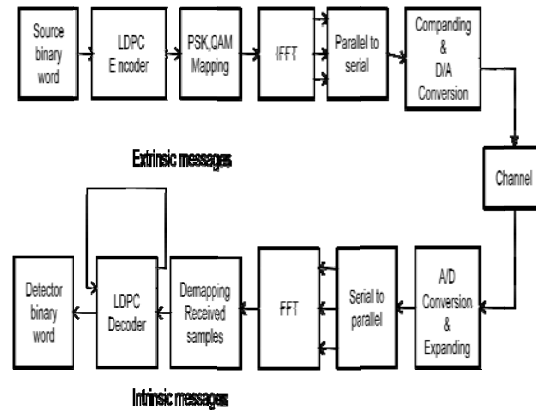 Source
binary
word
LDPC
Encoder
PSK,QAM
Mapping
IFFT
Parallel to
serial
Companding
&
D/A
Conversion
Extrinsic messages
Channel
Detector
binary
word
LDPC
Decoder
Demapping
Received
samples
FFT
Serial to
parallel
A/D
Conversion
&
Expanding
Intrinsic messages